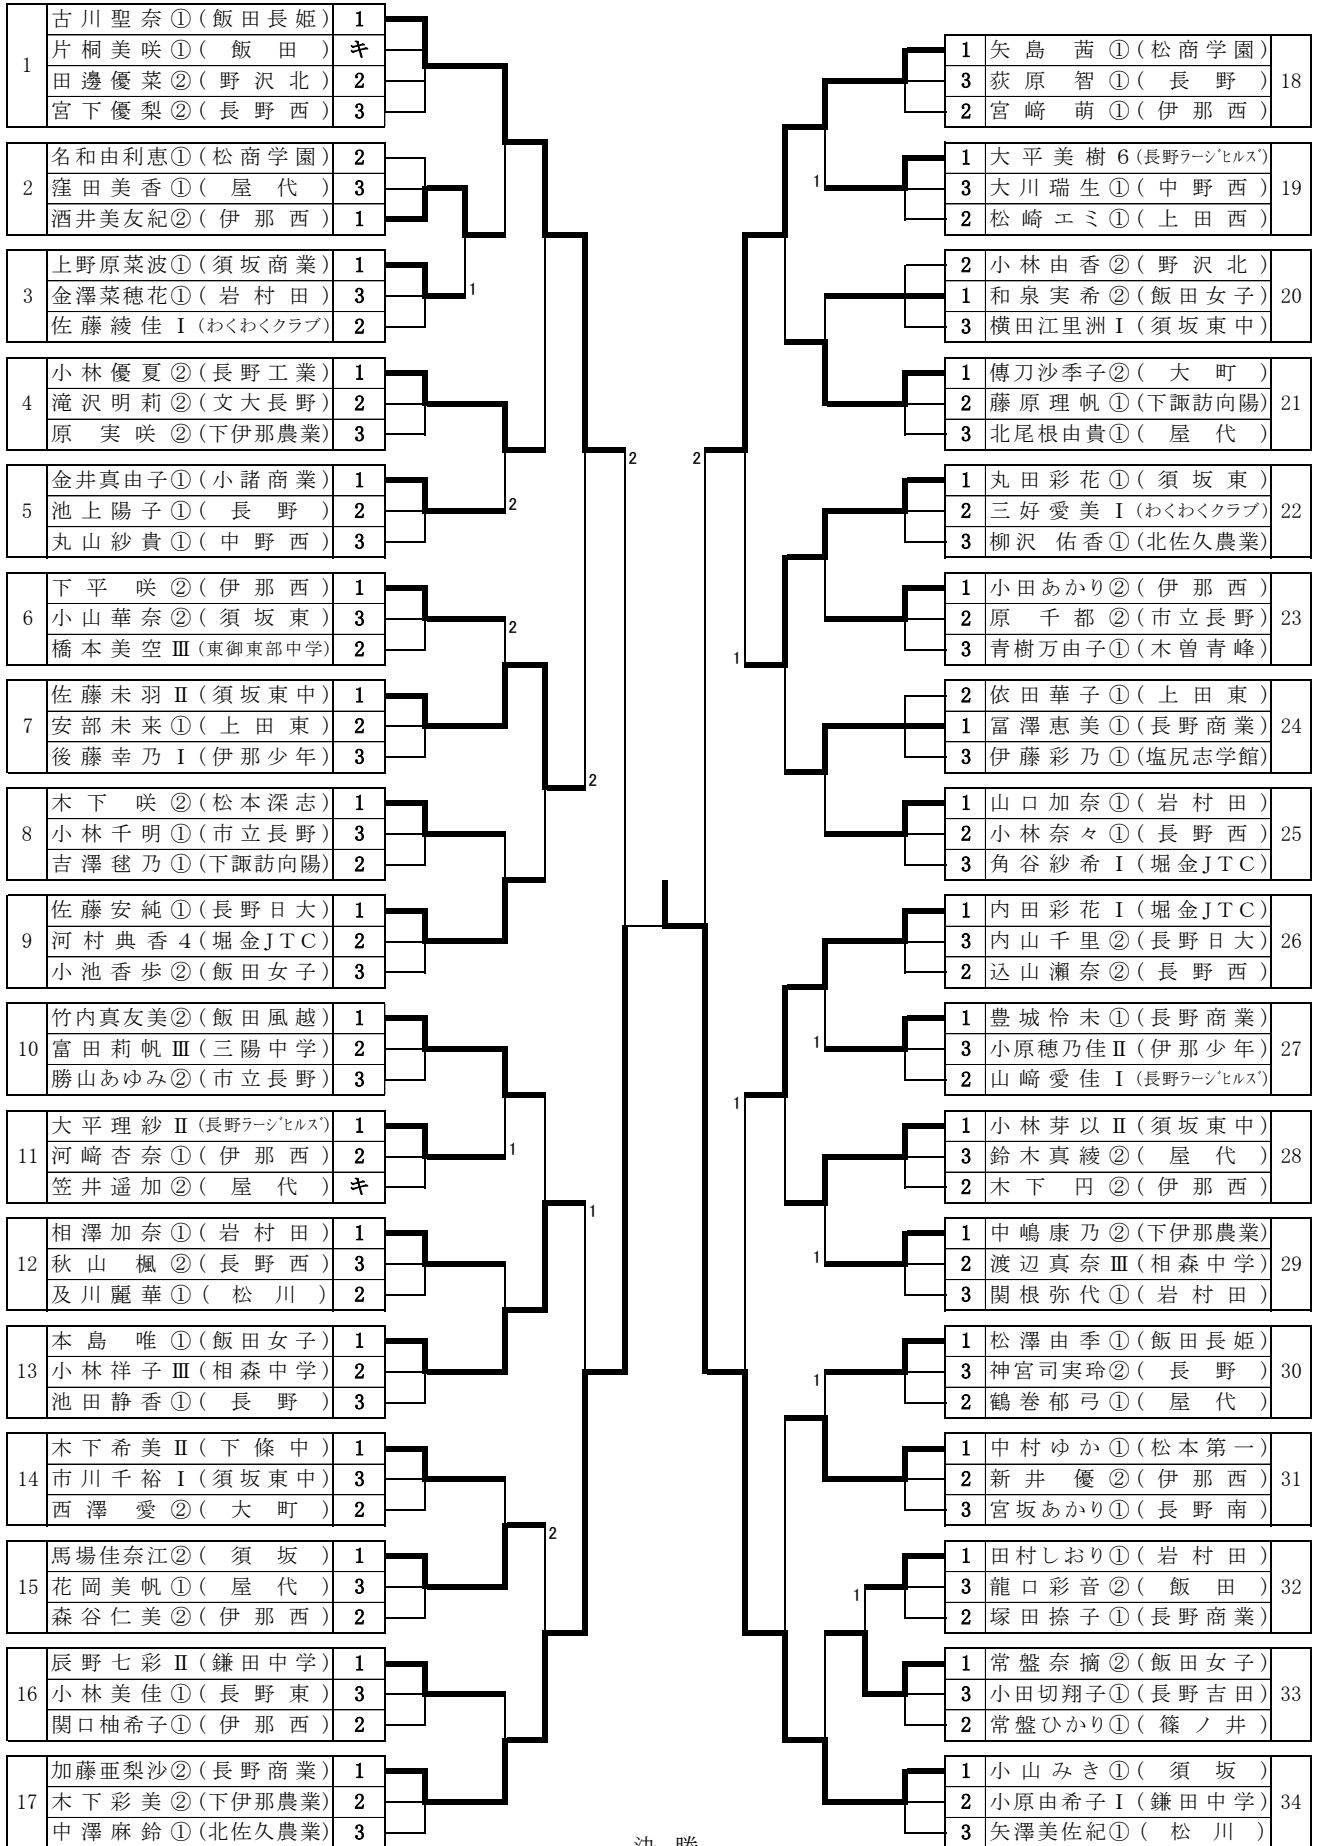 1
古川聖奈①(飯田長姫) 1
片桐美咲①(飯田) キ
田邊優菜②(野沢北) 2
宮下優梨②(長野西) 3
2
名和由利恵①(松商学園) 2
窪田美香①(屋代) 3
酒井美友紀②(伊那西) 1
3
上野原菜波①(須坂商業) 1
金澤菜穂花①(岩村田) 3
佐藤綾佳Ⅰ(わくわくクラブ) 2
1
4
小林優夏②(長野工業) 1
滝沢明莉②(文大長野) 2
原実咲②(下伊那農業) 3
5
金井真由子①(小諸商業) 1
池上陽子①(長野) 2
丸山紗貴①(中野西) 3
2
2
6
下平咲②(伊那西) 1
小山華奈②(須坂東) 3
橋本美空Ⅲ(東御東部中学) 2
2
7
佐藤未羽Ⅱ(須坂東中) 1
安部未来①(上田東) 2
後藤幸乃Ⅰ(伊那少年) 3
2
8
木下咲②(松本深志) 1
小林千明①(市立長野) 3
吉澤毬乃①(下諏訪向陽) 2
9
佐藤安純①(長野日大) 1
河村典香4(堀金JTC) 2
小池香歩②(飯田女子) 3
10
竹内真友美②(飯田風越) 1
富田莉帆Ⅲ(三陽中学) 2
勝山あゆみ②(市立長野) 3
11
大平理紗Ⅱ(長野ラージヒルズ) 1
河﨑杏奈①(伊那西) 2
笠井遥加②(屋代) キ
1
1
12
相澤加奈①(岩村田) 1
秋山楓②(長野西) 3
及川麗華①(松川) 2
13
本島唯①(飯田女子) 1
小林祥子Ⅲ(相森中学) 2
池田静香①(長野) 3
14
木下希美Ⅱ(下條中) 1
市川千裕Ⅰ(須坂東中) 3
西澤愛②(大町) 2
2
15
馬場佳奈江②(須坂) 1
花岡美帆①(屋代) 3
森谷仁美②(伊那西) 2
16
辰野七彩Ⅱ(鎌田中学) 1
小林美佳①(長野東) 3
関口柚希子①(伊那西) 2
17
加藤亜梨沙②(長野商業) 1
木下彩美②(下伊那農業) 2
中澤麻鈴①(北佐久農業) 3
1 矢島茜①(松商学園)
3 荻原智①(長野)
2 宮﨑萌①(伊那西)
18
1 大平美樹6(長野ラージヒルズ)
3 大川瑞生①(中野西)
2 松崎エミ①(上田西)
19
1
2 小林由香②(野沢北)
1 和泉実希②(飯田女子)
3 横田江里洲Ⅰ(須坂東中)
20
1 傳刀沙季子②(大町)
2 藤原理帆①(下諏訪向陽)
3 北尾根由貴①(屋代)
21
2
1 丸田彩花①(須坂東)
2 三好愛美Ⅰ(わくわくクラブ)
3 柳沢佑香①(北佐久農業)
22
1 小田あかり②(伊那西)
2 原千都②(市立長野)
3 青樹万由子①(木曽青峰)
23
1
2 依田華子①(上田東)
1 冨澤恵美①(長野商業)
3 伊藤彩乃①(塩尻志学館)
24
1 山口加奈①(岩村田)
2 小林奈々①(長野西)
3 角谷紗希Ⅰ(堀金JTC)
25
1 内田彩花Ⅰ(堀金JTC)
3 内山千里②(長野日大)
2 込山瀬奈②(長野西)
26
1 豊城怜未①(長野商業)
3 小原穂乃佳Ⅱ(伊那少年)
2 山﨑愛佳Ⅰ(長野ラージヒルズ)
27
1
1
1 小林芽以Ⅱ(須坂東中)
3 鈴木真綾②(屋代)
2 木下円②(伊那西)
28
1 中嶋康乃②(下伊那農業)
2 渡辺真奈Ⅲ(相森中学)
3 関根弥代①(岩村田)
29
1
1 松澤由季①(飯田長姫)
3 神宮司実玲②(長野)
2 鶴巻郁弓①(屋代)
30
1
1 中村ゆか①(松本第一)
2 新井優②(伊那西)
3 宮坂あかり①(長野南)
31
1 田村しおり①(岩村田)
3 龍口彩音②(飯田)
2 塚田捺子①(長野商業)
32
1
1 常盤奈摘②(飯田女子)
3 小田切翔子①(長野吉田)
2 常盤ひかり①(篠ノ井)
33
1 小山みき①(須坂)
2 小原由希子Ⅰ(鎌田中学)
3 矢澤美佐紀①(松川)
34
決勝